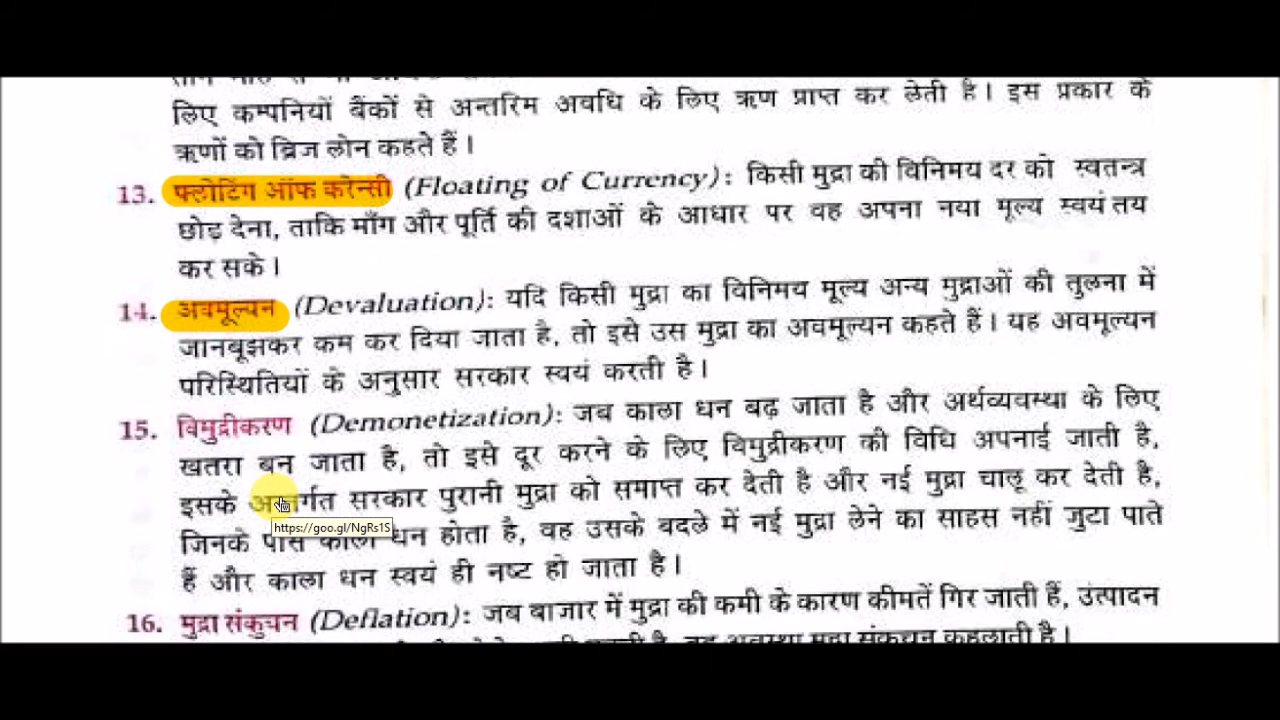 लिए कम्पनियों बैंकों से अन्तरिम अवधि के लिए ऋण प्राप्त कर लेती है। इस प्रकार के
ऋणों को ब्रिज लोन कहते हैं।
13. फ्लोटिंग ऑफ करेन्सी (Floating of Currency): किसी मुद्रा की विनिमय दर को स्वतन्त्र
छोड़ देना, ताकि माँग और पूर्ति की दशाओं के आधार पर वह अपना नया मूल्य स्वयं तय
कर सके।
14. अवमूल्यन (Devaluation): यदि किसी मुद्रा का विनिमय मूल्य अन्य मुद्राओं की तुलना में
जानबूझकर कम कर दिया जाता है, तो इसे उस मुद्रा का अवमूल्यन कहते हैं। यह अवमूल्यन
परिस्थितियों के अनुसार सरकार स्वयं करती है।
15. विमुद्रीकरण (Demonetization): जब काला धन बढ़ जाता है और अर्थव्यवस्था के लिए
खतरा बन जाता है, तो इसे दूर करने के लिए विमुद्रीकरण की विधि अपनाई जाती है,
इसके अन्तर्गत सरकार पुरानी मुद्रा को समाप्त कर देती है और नई मुद्रा चालू कर देती है,
https://goo.gl/NgRs1S
जिनके पास काला धन होता है, वह उसके बदले में नई मुद्रा लेने का साहस नहीं जुटा पाते
हैं और काला धन स्वयं ही नष्ट हो जाता है।
16. मुद्रा संकुचन (Deflation): जब बाजार में मुद्रा की कमी के कारण कीमतें गिर जाती हैं, उत्पादन
वह अवस्था मुद्रा संकुचन कहलाती है।